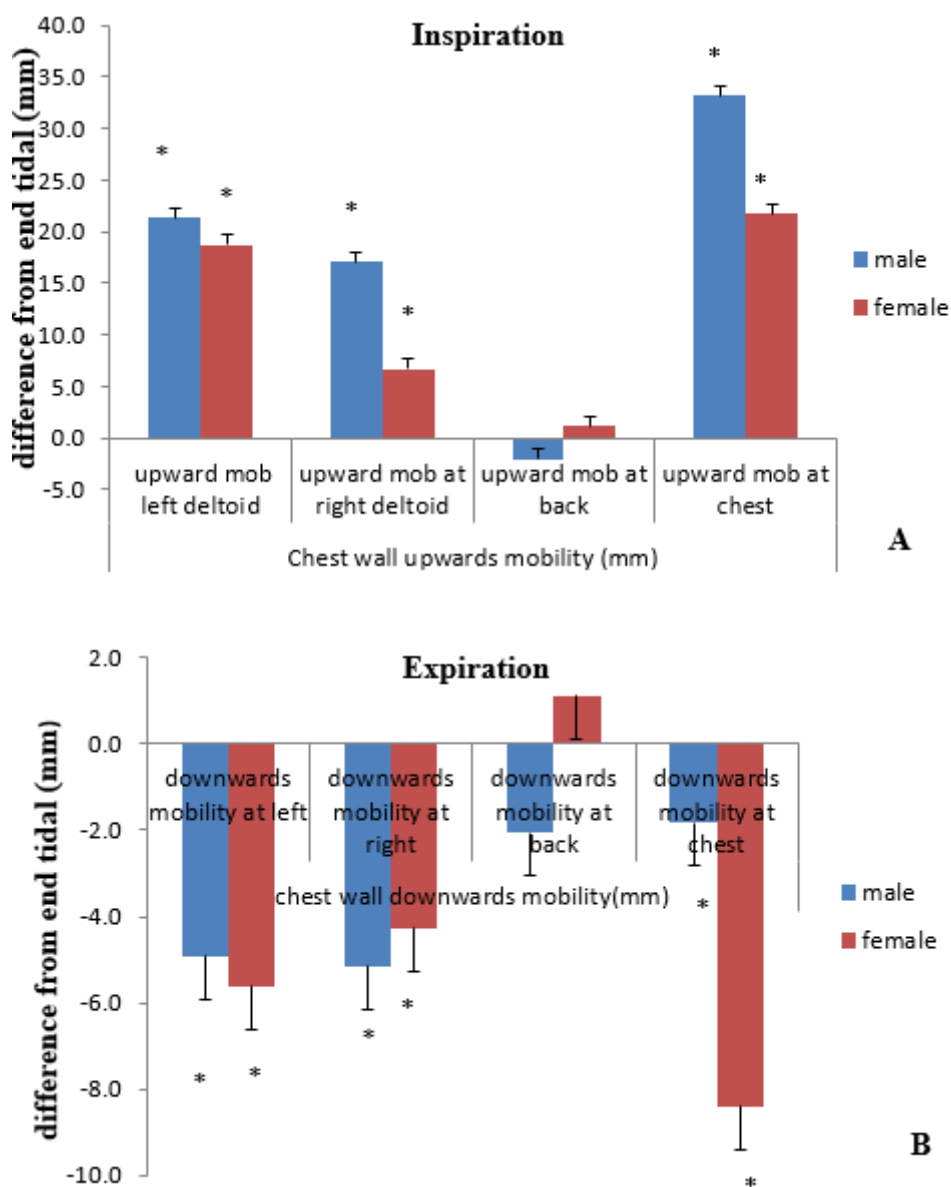 Inspiration
difference from end tidal (mm)
40.0
35.0
30.0
25.0
20.0
15.0
10.0
5.0
0.0
-5.0
*
*
*
*
*
*
male
female
upward mob
left deltoid
upward mob at
right deltoid
upward mob at
back
upward mob at
chest
Chest wall upwards mobility (mm)
A
Expiration
difference from end tidal (mm)
2.0
0.0
-2.0
-4.0
-6.0
-8.0
-10.0
downwards
mobility at left
downwards
mobility at
right
downwards
mobility at
back
downwards
mobility at
chest
chest wall downwards mobility(mm)
*
*
*
*
*
*
male
female
B